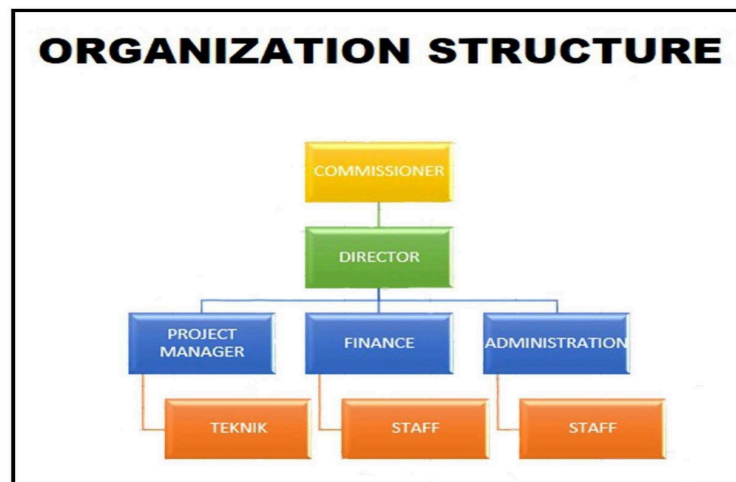 ORGANIZATION STRUCTURE
COMMISSIONER
DIRECTOR
PROJECT
MANAGER
FINANCE
ADMINISTRATION
TEKNIK
STAFF
STAFF